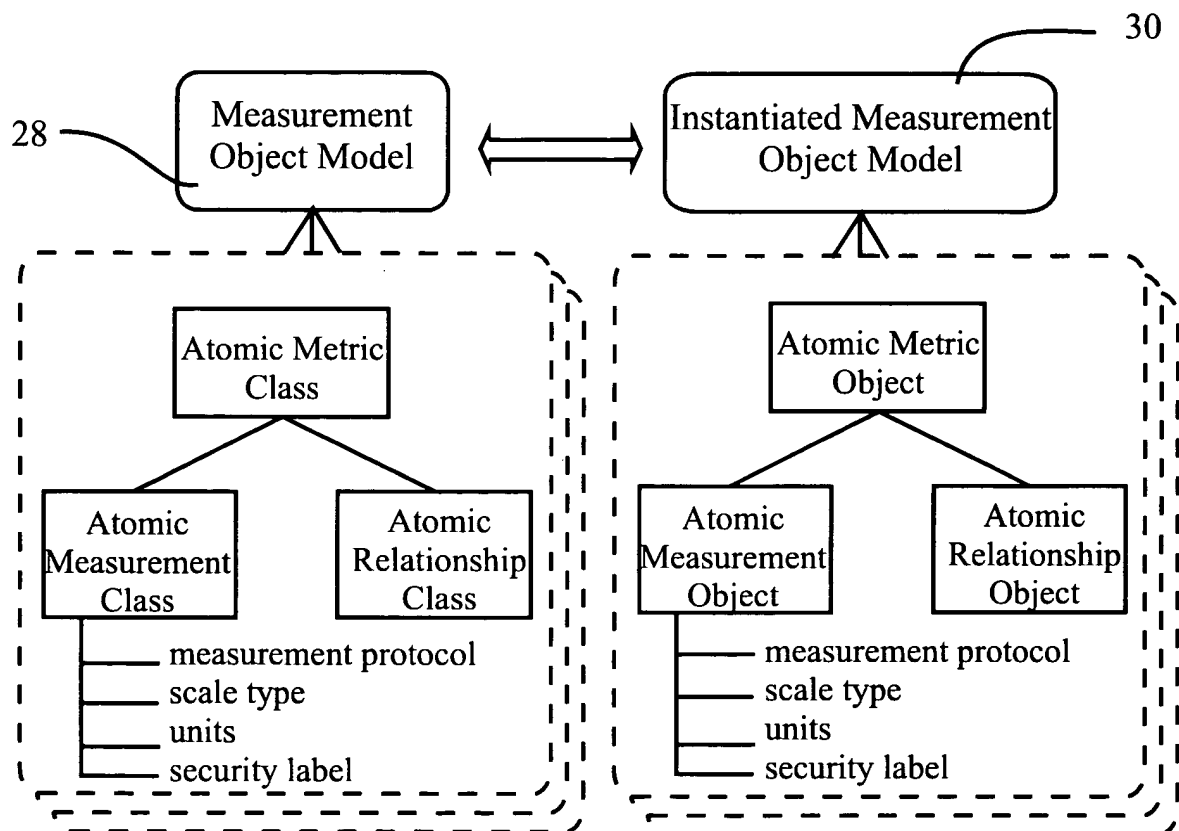 30
28
Measurement
Object Model
Instantiated Measurement
Object Model
Atomic Metric
Class
Atomic
Measurement
Class
Atomic
Relationship
Class
measurement protocol
scale type
units
security label
Atomic Metric
Object
Atomic
Measurement
Object
Atomic
Relationship
Object
measurement protocol
scale type
units
security label